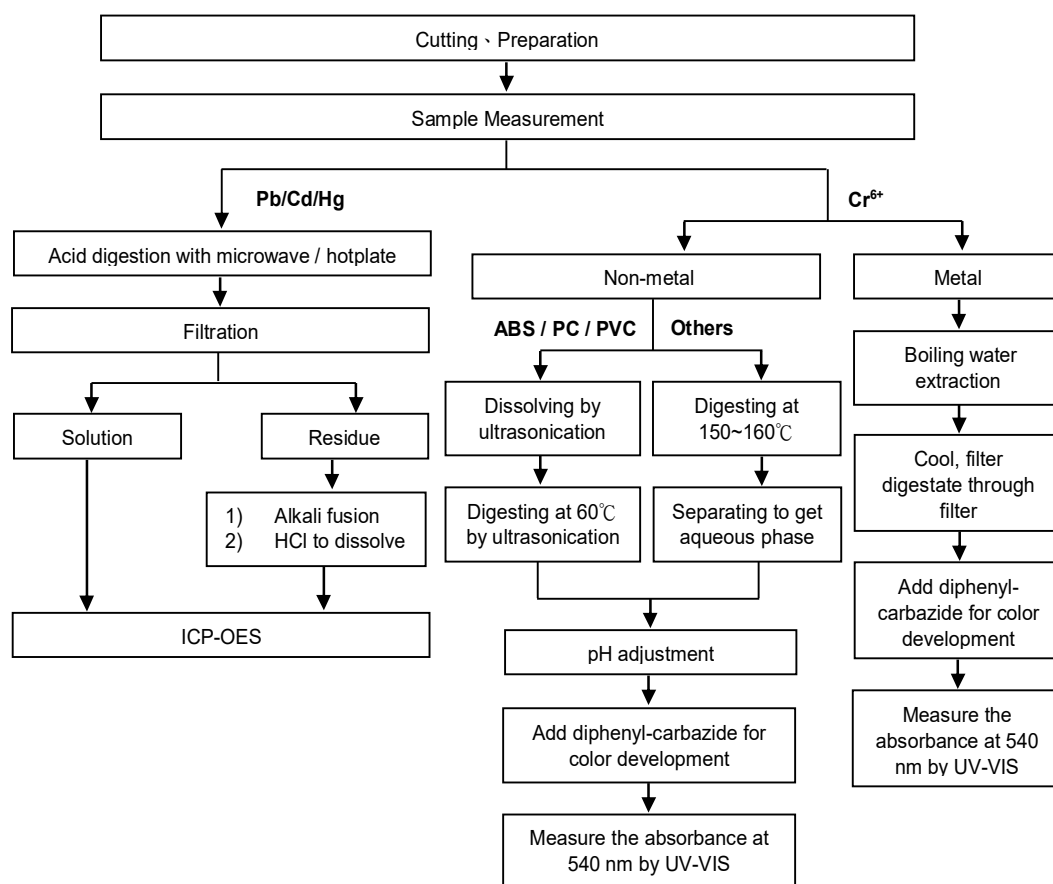 Cutting、Preparation
Sample Measurement
Pb/Cd/Hg
Cr⁶⁺
Acid digestion with microwave / hotplate
Filtration
Solution
Residue
1) Alkali fusion
2) HCl to dissolve
ICP-OES
Non-metal
ABS / PC / PVC
Others
Dissolving by
ultrasonication
Digesting at
150~160℃
Digesting at 60℃
by ultrasonication
Separating to get
aqueous phase
pH adjustment
Add diphenyl-carbazide for
color development
Measure the absorbance at
540 nm by UV-VIS
Metal
Boiling water
extraction
Cool, filter
digestate through
filter
Add diphenyl-
carbazide for color
development
Measure the
absorbance at 540
nm by UV-VIS